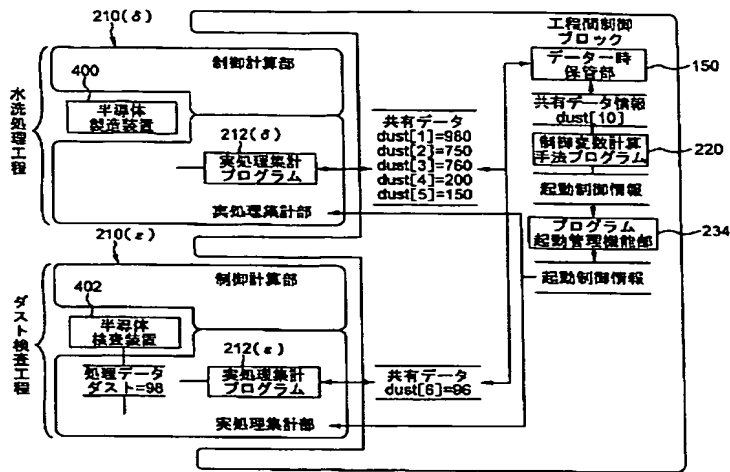 210(δ)
制御計算部
400
半導体
製造装置
水洗処理工程
212(δ)
実処理集計
プログラム
実処理集計部
共有データ
dust[1]=980
dust[2]=750
dust[3]=760
dust[4]=200
dust[5]=150
工程間制御
ブロック
データ一時
保管部
150
共有データ情報
dust[10]
制御変数計算
手法プログラム
220
起動制御情報
プログラム
起動管理機能部
234
起動制御情報
210(ε)
制御計算部
402
半導体
検査装置
ダスト検査工程
処理データ
ダスト=98
212(ε)
実処理集計
プログラム
実処理集計部
共有データ
dust[6]=96